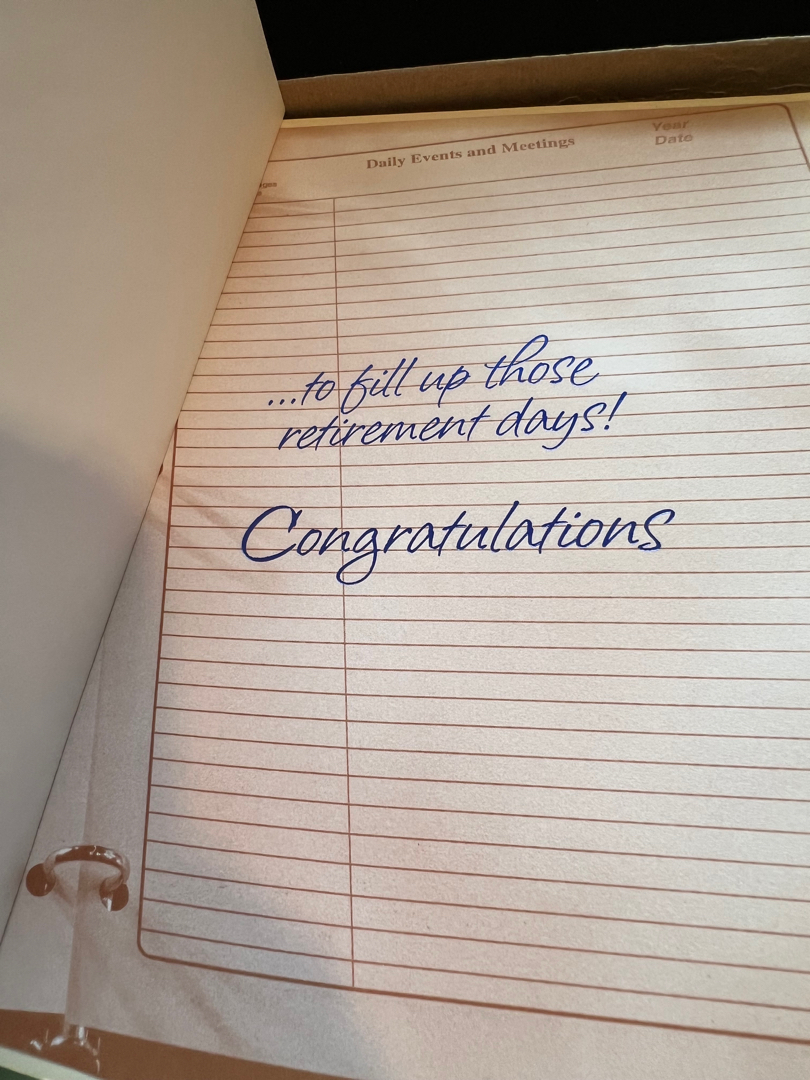 Daily Events and Meetings
Year
Date
...to fill up those
retirement days!
Congratulations